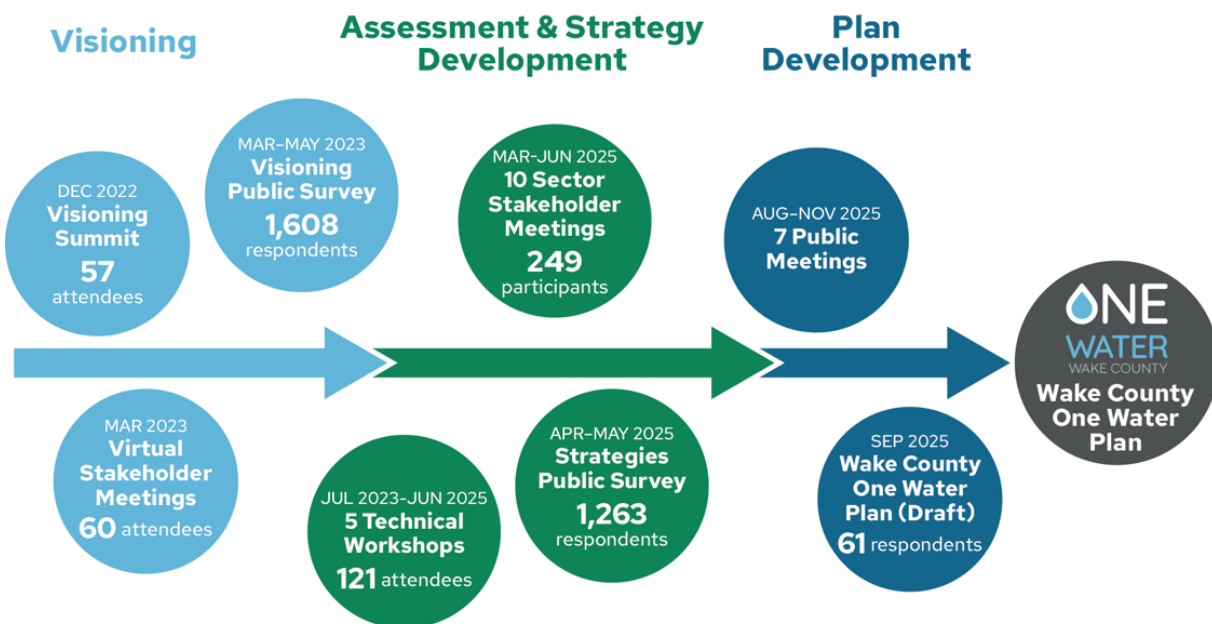 Visioning
Assessment & Strategy
Development
Plan
Development
DEC 2022
Visioning
Summit
57
attendees
MAR–MAY 2023
Visioning
Public Survey
1,608
respondents
MAR 2023
Virtual
Stakeholder
Meetings
60 attendees
MAR-JUN 2025
10 Sector
Stakeholder
Meetings
249
participants
JUL 2023-JUN 2025
5 Technical
Workshops
121 attendees
APR–MAY 2025
Strategies
Public Survey
1,263
respondents
AUG–NOV 2025
7 Public
Meetings
SEP 2025
Wake County
One Water
Plan (Draft)
61 respondents
ONE
WATER
WAKE COUNTY
Wake County
One Water
Plan